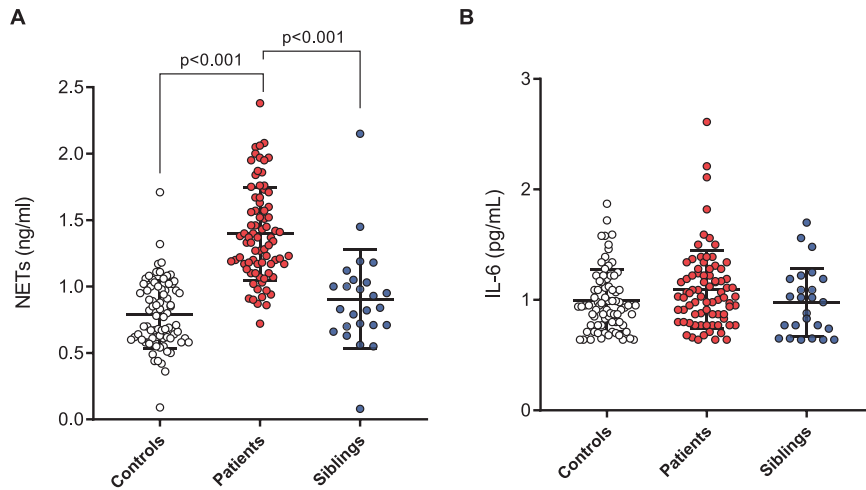 A
p<0.001
p<0.001
NETs (ng/ml)
2.5
2.0
1.5
1.0
0.5
0.0
Controls
Patients
Siblings
B
IL-6 (pg/mL)
3
2
1
0
Controls
Patients
Siblings